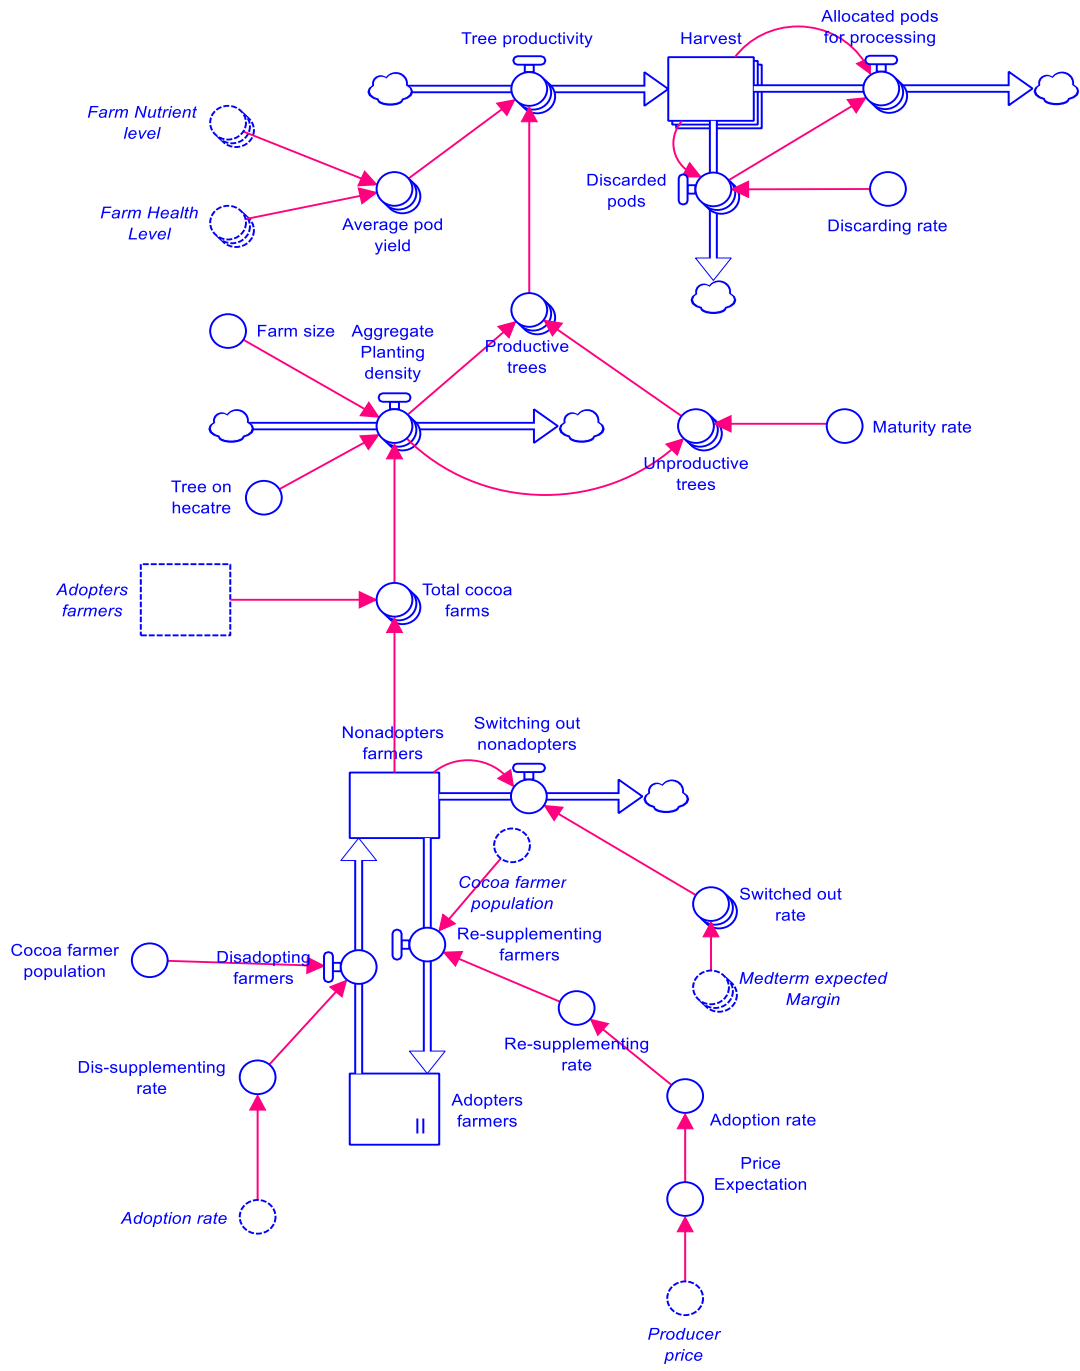 Allocated pods
for processing
Tree productivity
Harvest
Farm Nutrient
level
Discarded
pods
Farm Health
Level
Average pod
yield
Discarding rate
Farm size
Aggregate
Planting
density
Productive
trees
Maturity rate
Unproductive
trees
Tree on
hecatre
Adopters
farmers
Total cocoa
farms
Nonadopters
farmers
Switching out
nonadopters
Cocoa farmer
population
Switched out
rate
Cocoa farmer
population
Disadopting
farmers
Re-supplementing
farmers
Medterm expected
Margin
Re-supplementing
rate
Dis-supplementing
rate
Adopters
farmers
Adoption rate
Price
Expectation
Adoption rate
Producer
price